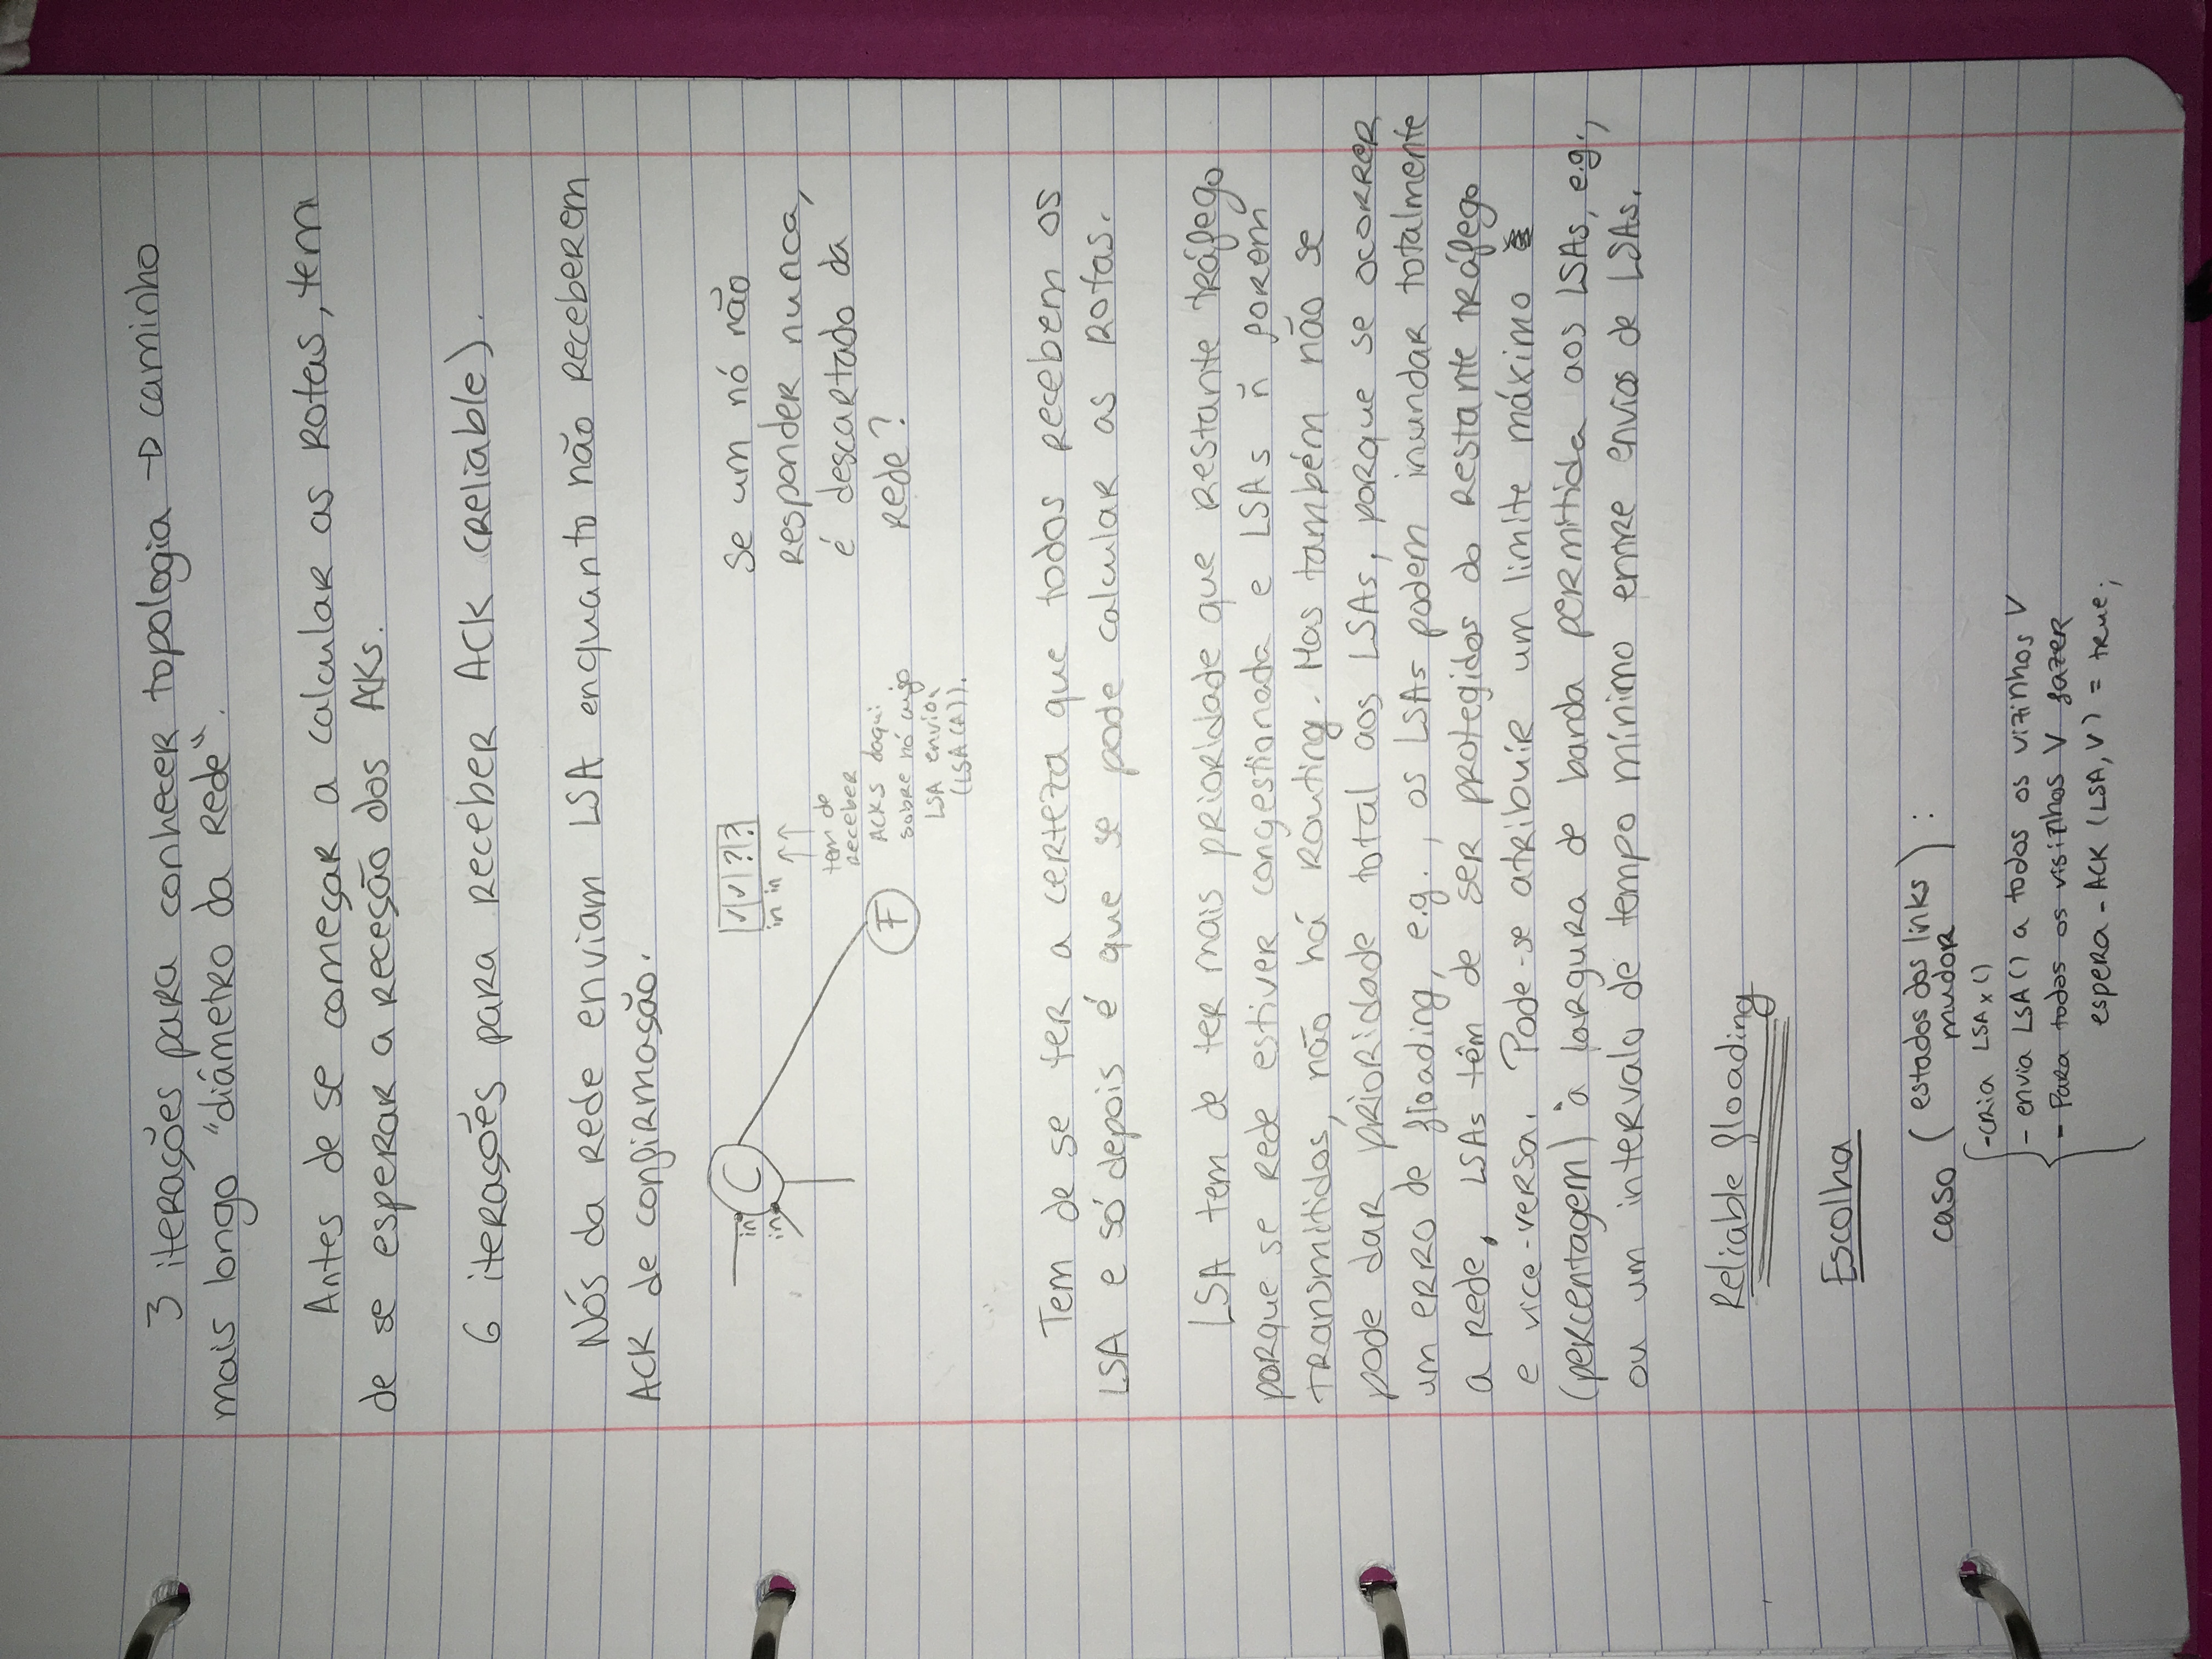 3 iterações para conhecer topologia → caminho
mais longo "diâmetro da rede".
Antes de se começar a calcular as rotas, tem
de se esperar a receção dos AKs.
6 iterações para receber ACK (reliable).
Nós da rede enviam LSA enquanto não receberem
ACK de confirmação.
C
in
in
F
✓ ✓ ? ?
in in
↑ ↑
tem de
receber
ACKS daqui
sobre nó cujo
LSA enviou
(LSA(A)).
Se um nó não
responder nunca,
é descartado da
rede?
Tem de se ter a certeza que todos recebem os
LSA e só depois é que se pode calcular as rotas.
LSA tem de ter mais prioridade que restante tráfego
porque se rede estiver congestionada e LSAs ñ forem
transmitidos, não há routing. Mas também não se
pode dar prioridade total aos LSAs, porque se ocorrer
um erro de floading, e.g., os LSAs podem inundar totalmente
a rede, LSAs têm de ser protegidos do restante tráfego
e vice-versa. Pode-se atribuir um limite máximo
(percentagem) à largura de banda permitida aos LSAs, e.g.,
ou um intervalo de tempo mínimo entre envios de LSAs.
Reliable floading
Escolha
caso (estados dos links
mudar) :
- cria LSAx()
- envia LSA() a todos os vizinhos V
- Para todos os visinhos V fazer
espera - ACK (LSA, V) = true;